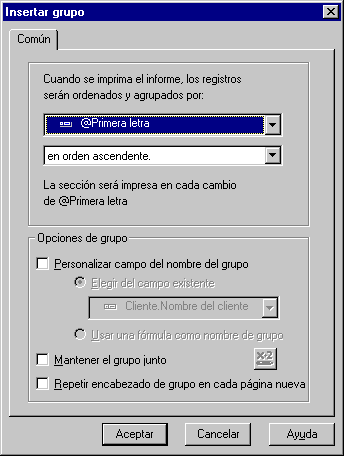 Insertar grupo
Común
Cuando se imprima el informe, los registros
serán ordenados y agrupados por:
@Primera letra
en orden ascendente.
La sección será impresa en cada cambio
de @Primera letra
Opciones de grupo
Personalizar campo del nombre del grupo
Elegir del campo existente
Cliente.Nombre del cliente
Usar una fórmula como nombre de grupo
Mantener el grupo junto
x·2
Repetir encabezado de grupo en cada página nueva
Aceptar
Cancelar
Ayuda